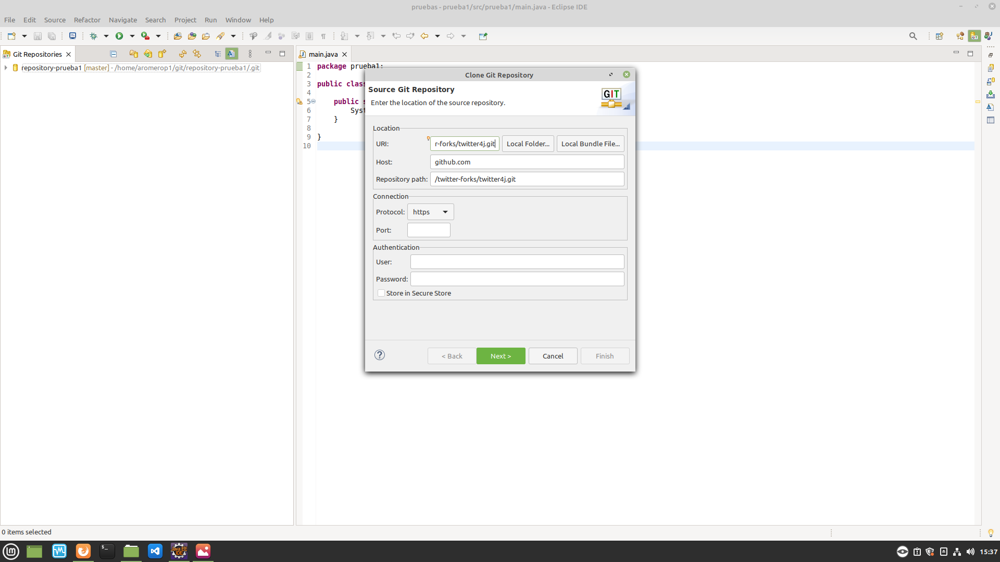 pruebas - prueba1/src/prueba1/main.java - Eclipse IDE
File Edit Source Refactor Navigate Search Project Run Window Help
Git Repositories
main.java
repository-prueba1 [master] - /home/aromerop1/git/repository-prueba1/.git
1 package prueba1;
2
3 public clas
4
5 public s
6 Syst
7 }
8
9 }
10
Clone Git Repository
Source Git Repository
Enter the location of the source repository.
GIT
Location
URI: r-forks/twitter4j.git Local Folder... Local Bundle File...
Host: github.com
Repository path: /twitter-forks/twitter4j.git
Connection
Protocol: https
Port:
Authentication
User:
Password:
Store in Secure Store
? < Back Next > Cancel Finish
0 items selected
Java EE
IDE
15:37